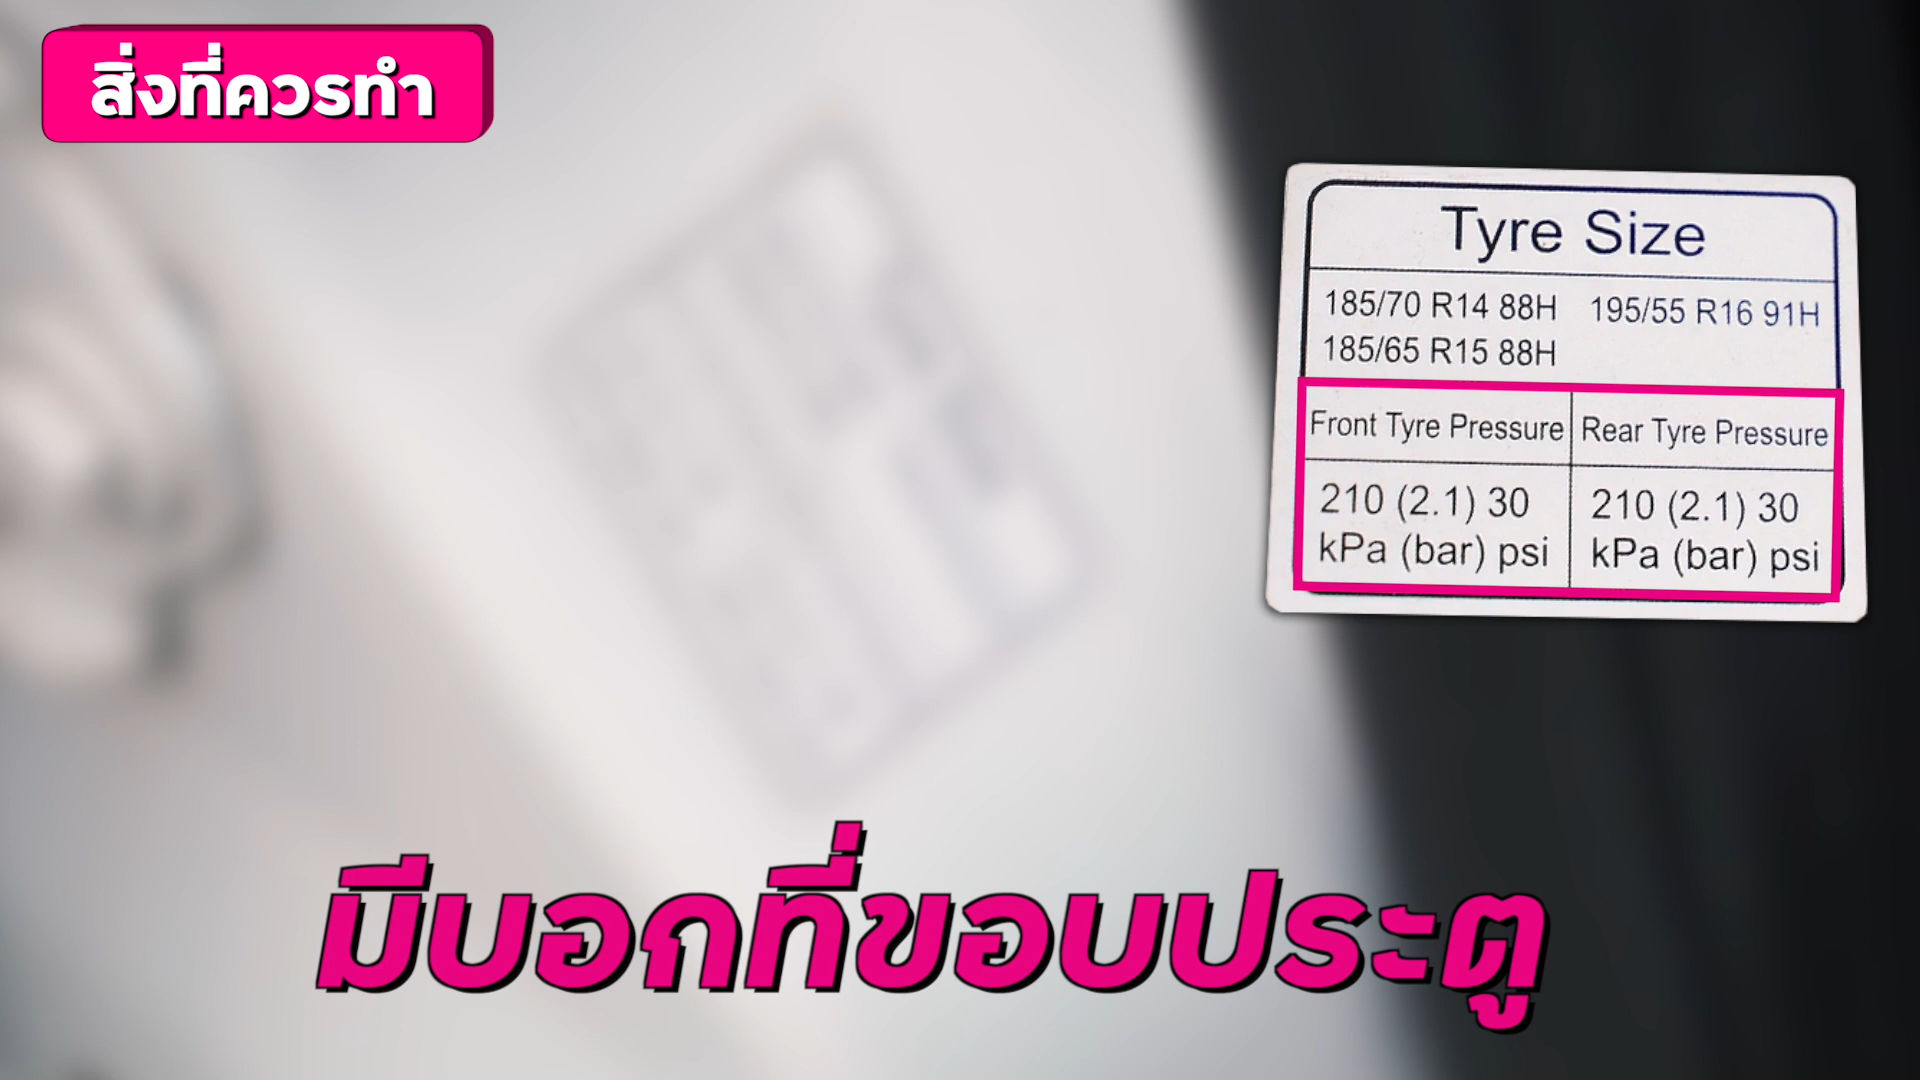 สิ่งที่ควรทำ
Tyre Size
185/70 R14 88H 195/55 R16 91H
185/65 R15 88H
Front Tyre Pressure Rear Tyre Pressure
210 (2.1) 30 210 (2.1) 30
kPa (bar) psi kPa (bar) psi
มีบอกที่ขอบประตู